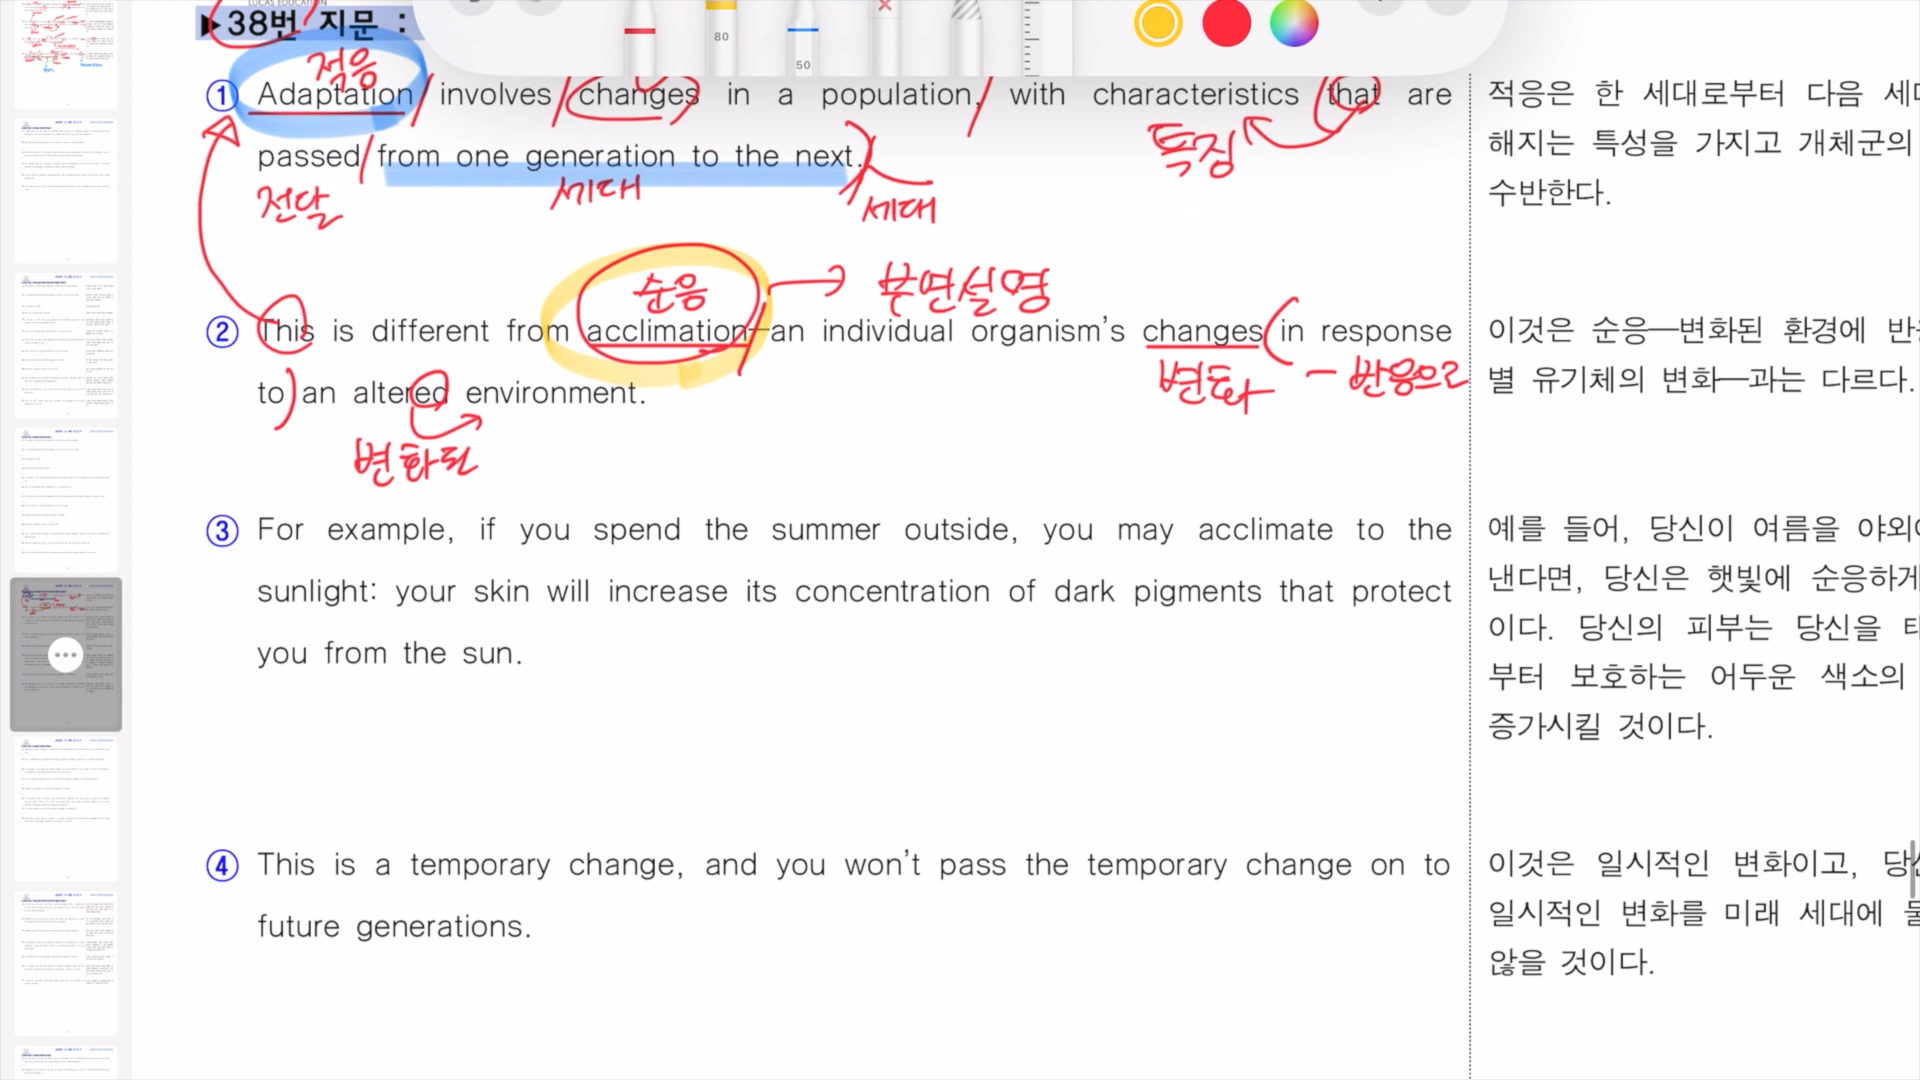 LUCAS EDUCATION
▶38번 지문 :
80
50
적응
① Adaptation involves changes in a population, with characteristics that are
특징
passed from one generation to the next.
전달
세대
세대
순응
부연설명
② This is different from acclimation—an individual organism's changes in response
변화
- 반응으로
to an altered environment.
변화된
③ For example, if you spend the summer outside, you may acclimate to the
sunlight: your skin will increase its concentration of dark pigments that protect
you from the sun.
④ This is a temporary change, and you won't pass the temporary change on to
future generations.
적응은 한 세대로부터 다음
해지는 특성을 가지고 개체군의
수반한다.
이것은 순응—변화된 환경에
별 유기체의 변화—과는 다르다.
예를 들어, 당신이 여름을
낸다면, 당신은 햇빛에 순응하게
이다. 당신의 피부는 당신을
부터 보호하는 어두운 색소의
증가시킬 것이다.
이것은 일시적인 변화이고,
일시적인 변화를 미래 세대에
않을 것이다.